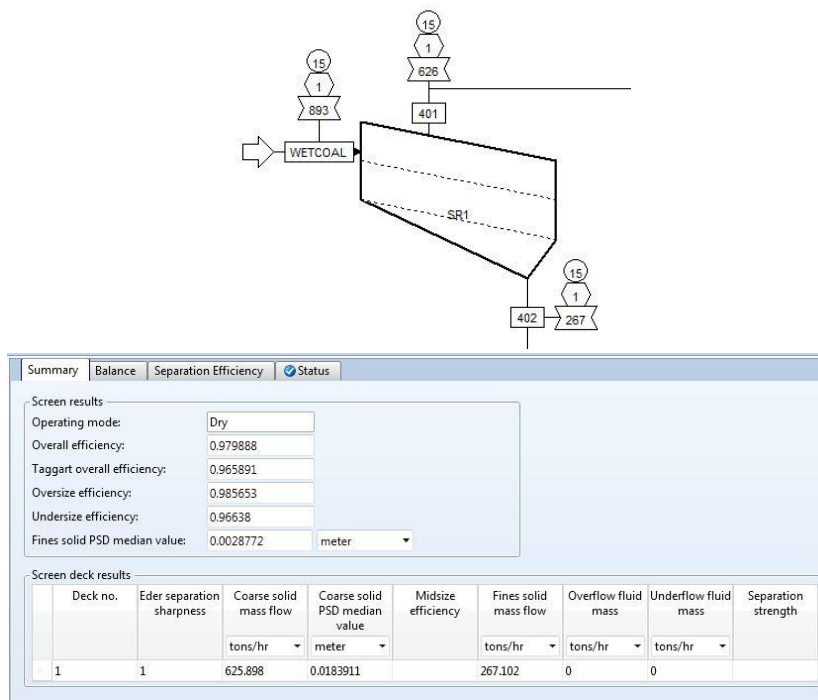 15
1
626
15
1
893
401
WETCOAL
SR1
15
1
402
267
Summary
Balance
Separation Efficiency
Status
Screen results
Operating mode: Dry
Overall efficiency: 0.979888
Taggart overall efficiency: 0.965891
Oversize efficiency: 0.985653
Undersize efficiency: 0.96638
Fines solid PSD median value: 0.0028772 meter
Screen deck results
Deck no.
Eder separation
sharpness
Coarse solid
mass flow
Coarse solid
PSD median
value
Midsize
efficiency
Fines solid
mass flow
Overflow fluid
mass
Underflow fluid
mass
Separation
strength
tons/hr meter tons/hr tons/hr tons/hr
1 1 625.898 0.0183911 267.102 0 0